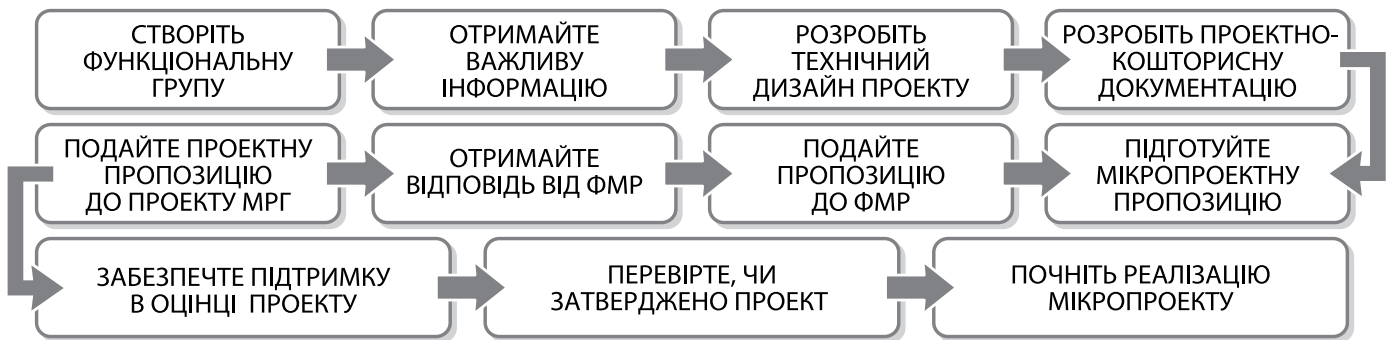 СТВОРІТЬ
ФУНКЦІОНАЛЬНУ
ГРУПУ
ОТРИМАЙТЕ
ВАЖЛИВУ
ІНФОРМАЦІЮ
РОЗРОБІТЬ
ТЕХНІЧНИЙ
ДИЗАЙН ПРОЕКТУ
РОЗРОБІТЬ ПРОЕКТНО-
КОШТОРИСНУ
ДОКУМЕНТАЦІЮ
ПОДАЙТЕ ПРОЕКТНУ
ПРОПОЗИЦІЮ
ДО ПРОЕКТУ МРГ
ОТРИМАЙТЕ
ВІДПОВІДЬ ВІД ФМР
ПОДАЙТЕ
ПРОПОЗИЦІЮ
ДО ФМР
ПІДГОТУЙТЕ
МІКРОПРОЕКТНУ
ПРОПОЗИЦІЮ
ЗАБЕЗПЕЧТЕ ПІДТРИМКУ
В ОЦІНЦІ ПРОЕКТУ
ПЕРЕВІРТЕ, ЧИ
ЗАТВЕРДЖЕНО ПРОЕКТ
ПОЧНІТЬ РЕАЛІЗАЦІЮ
МІКРОПРОЕКТУ